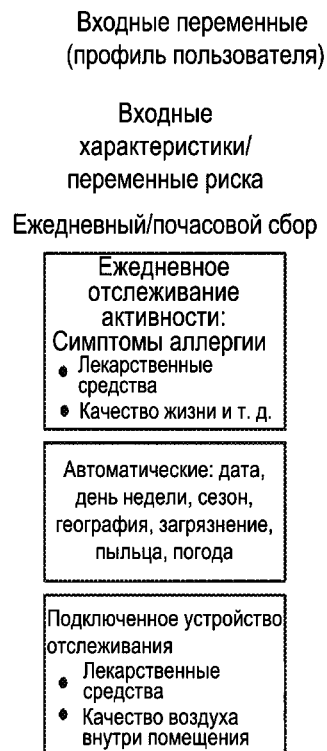 Входные переменные
(профиль пользователя)
Входные
характеристики/
переменные риска
Ежедневный/почасовой сбор
Ежедневное
отслеживание
активности:
Симптомы аллергии
• Лекарственные
средства
• Качество жизни и т. д.
Автоматические: дата,
день недели, сезон,
география, загрязнение,
пыльца, погода
Подключенное устройство
отслеживания
• Лекарственные
средства
• Качество воздуха
внутри помещения